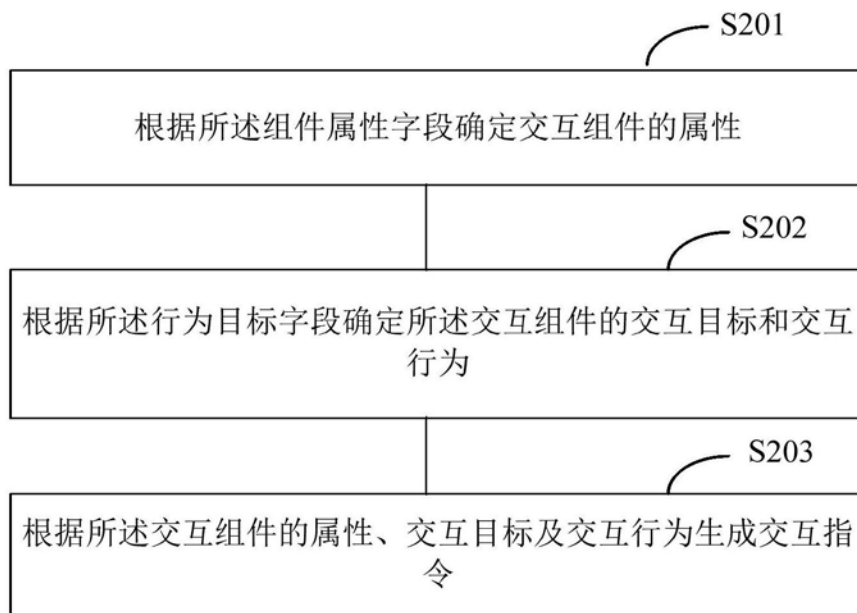 S201
根据所述组件属性字段确定交互组件的属性
S202
根据所述行为目标字段确定所述交互组件的交互目标和交互
行为
S203
根据所述交互组件的属性、交互目标及交互行为生成交互指
令